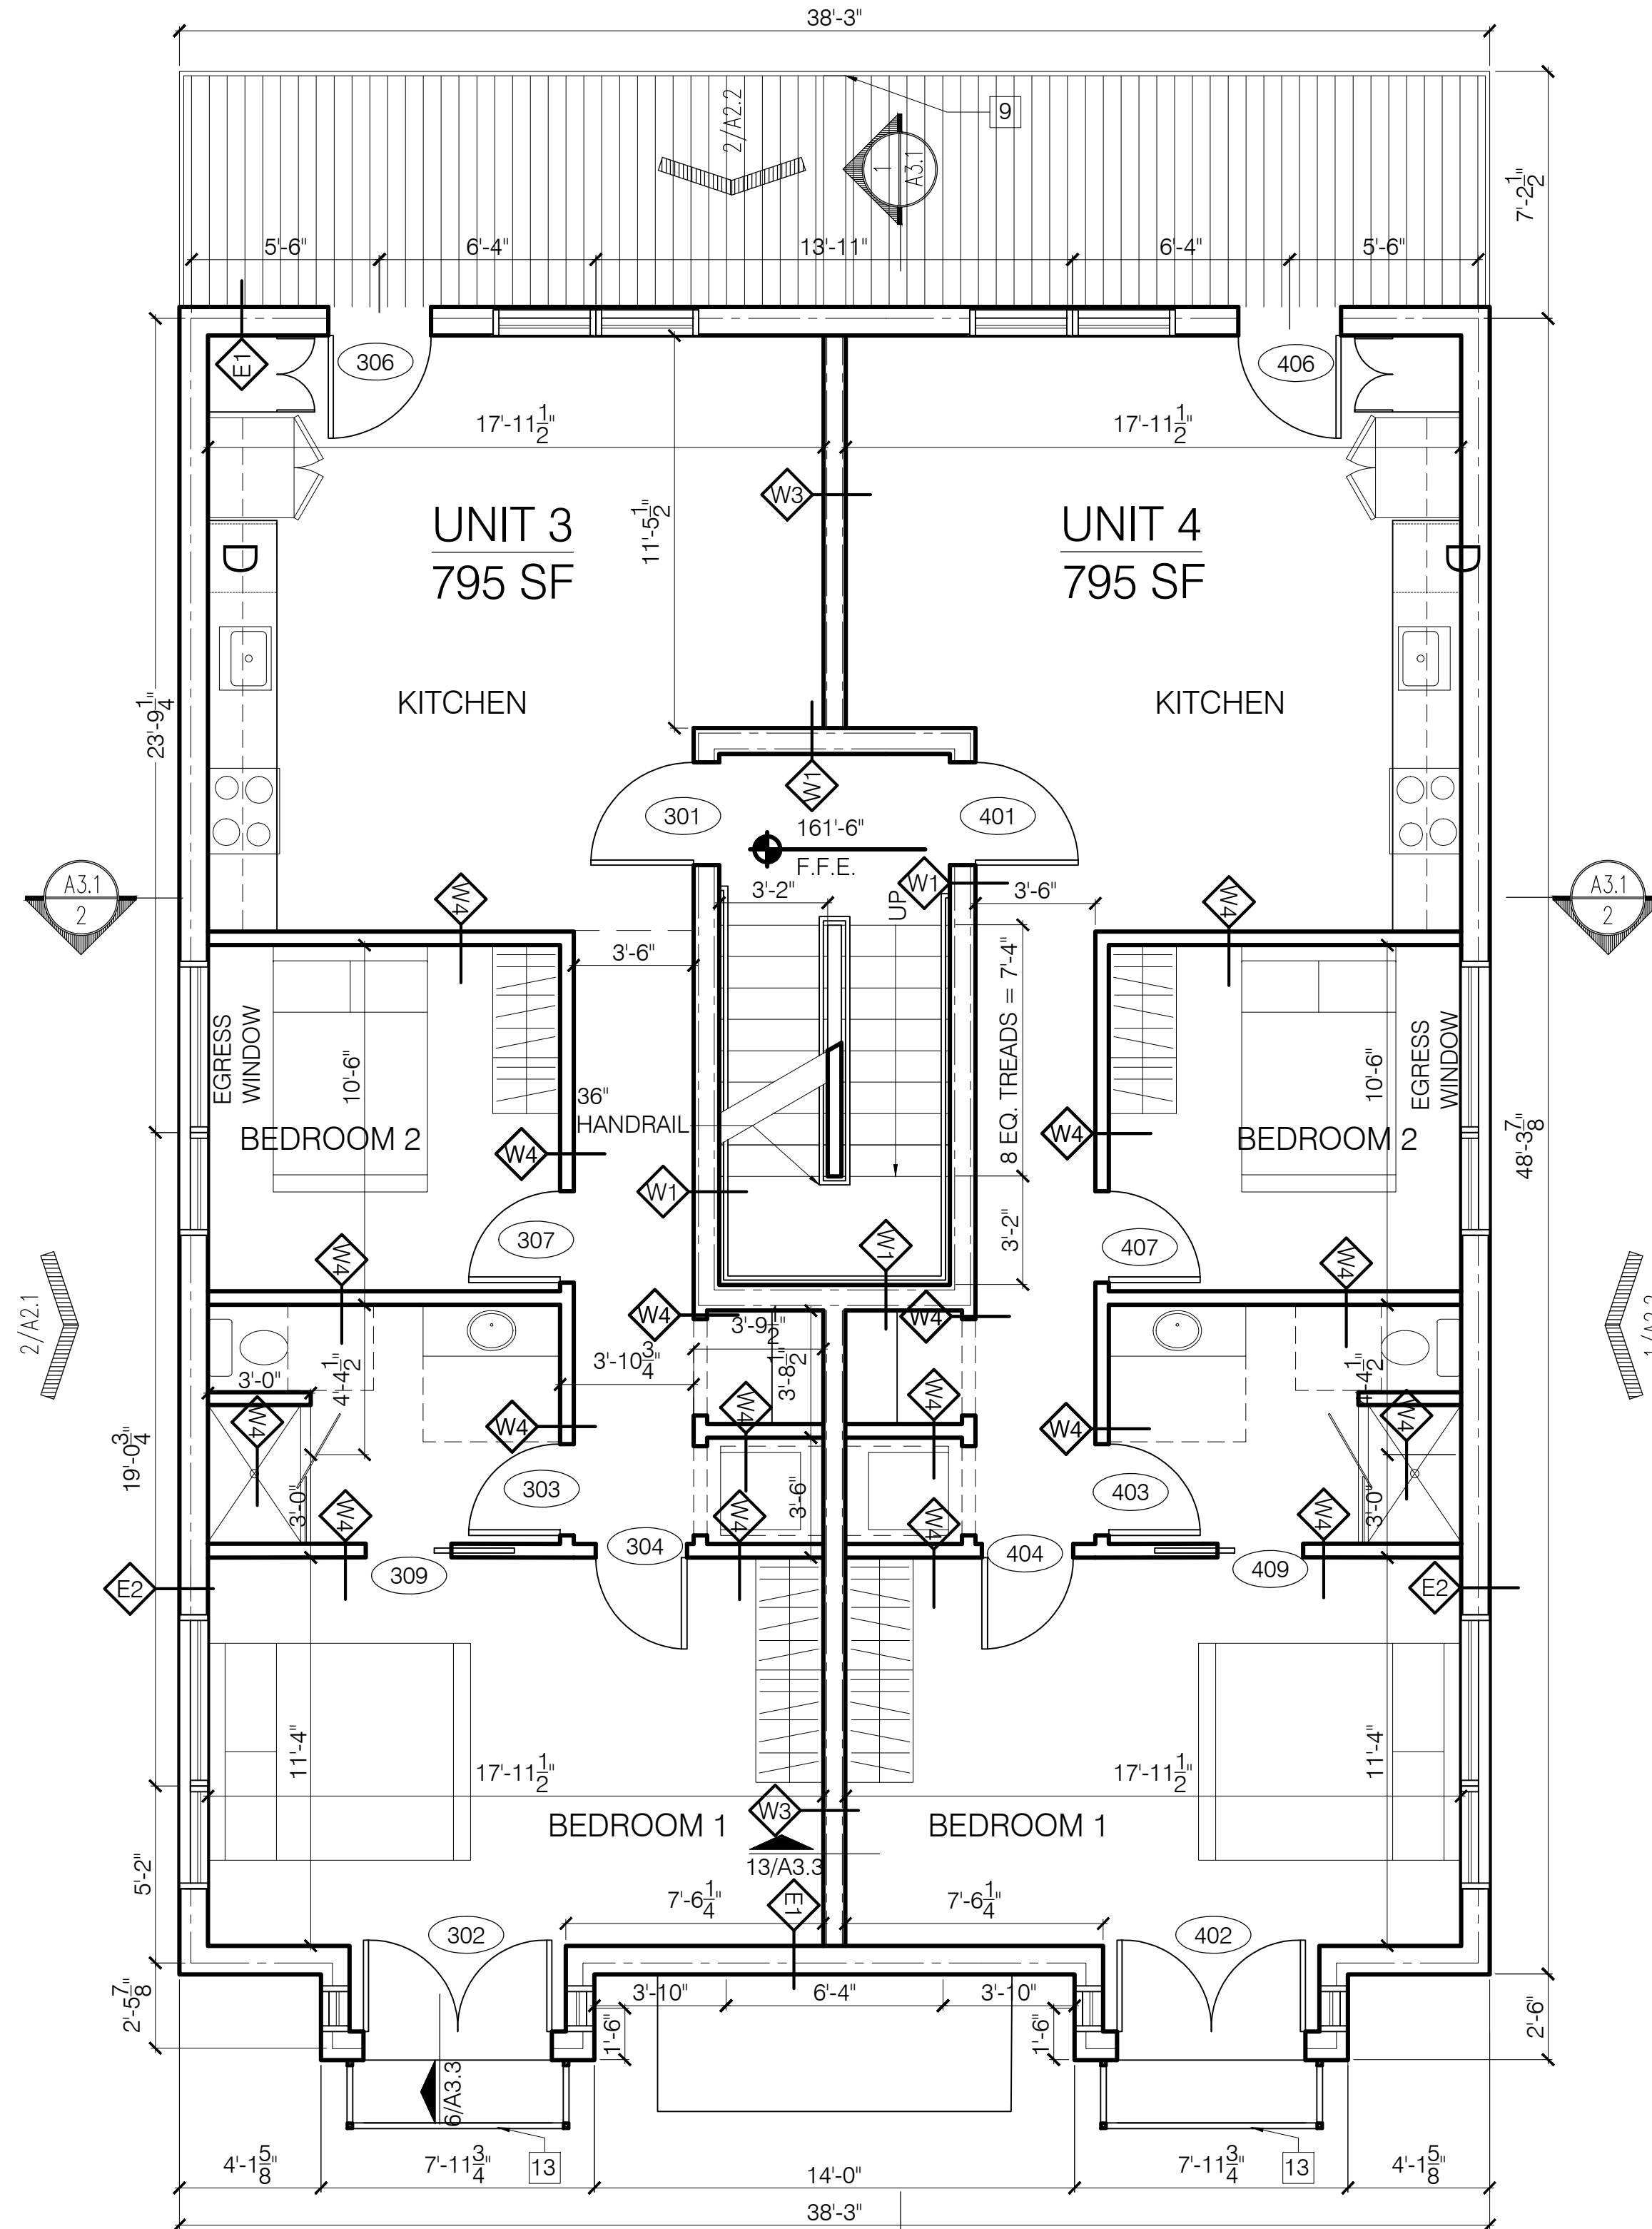 38'-3"
9
2/A2.2
1
A3.1
7'-2 1/2"
5'-6"
6'-4"
13'-11"
6'-4"
5'-6"
E1
306
406
17'-11 1/2"
17'-11 1/2"
W3
11'-5 1/2"
UNIT 3
795 SF
UNIT 4
795 SF
D
D
KITCHEN
KITCHEN
23'-9 1/4"
W1
301
401
161'-6"
F.F.E.
A3.1
2
A3.1
2
W4
3'-2"
UP
W1
3'-6"
W4
3'-6"
8 EQ. TREADS = 7'-4"
EGRESS
WINDOW
10'-6"
EGRESS
WINDOW
10'-6"
36"
HANDRAIL
BEDROOM 2
BEDROOM 2
W4
W4
48'-3 7/8"
W1
307
407
3'-2"
W1
W4
W4
2/A2.1
W4
W4
3'-9 1/2"
3'-10 3/4"
3'-8 1/2"
3'-0"
4'-4 1/2"
4'-4 1/2"
W4
W4
W4
W4
W4
W4
19'-0 3/4"
303
403
3'-0"
3'-6"
3'-0"
W4
W4
W4
W4
304
404
309
409
E2
E2
11'-4"
11'-4"
17'-11 1/2"
17'-11 1/2"
BEDROOM 1
W3
BEDROOM 1
13/A3.3
5'-2"
7'-6 1/4"
E1
7'-6 1/4"
302
402
2'-5 7/8"
3'-10"
6'-4"
3'-10"
1'-6"
1'-6"
2'-6"
6/A3.3
13
13
4'-1 5/8"
7'-11 3/4"
14'-0"
7'-11 3/4"
4'-1 5/8"
38'-3"